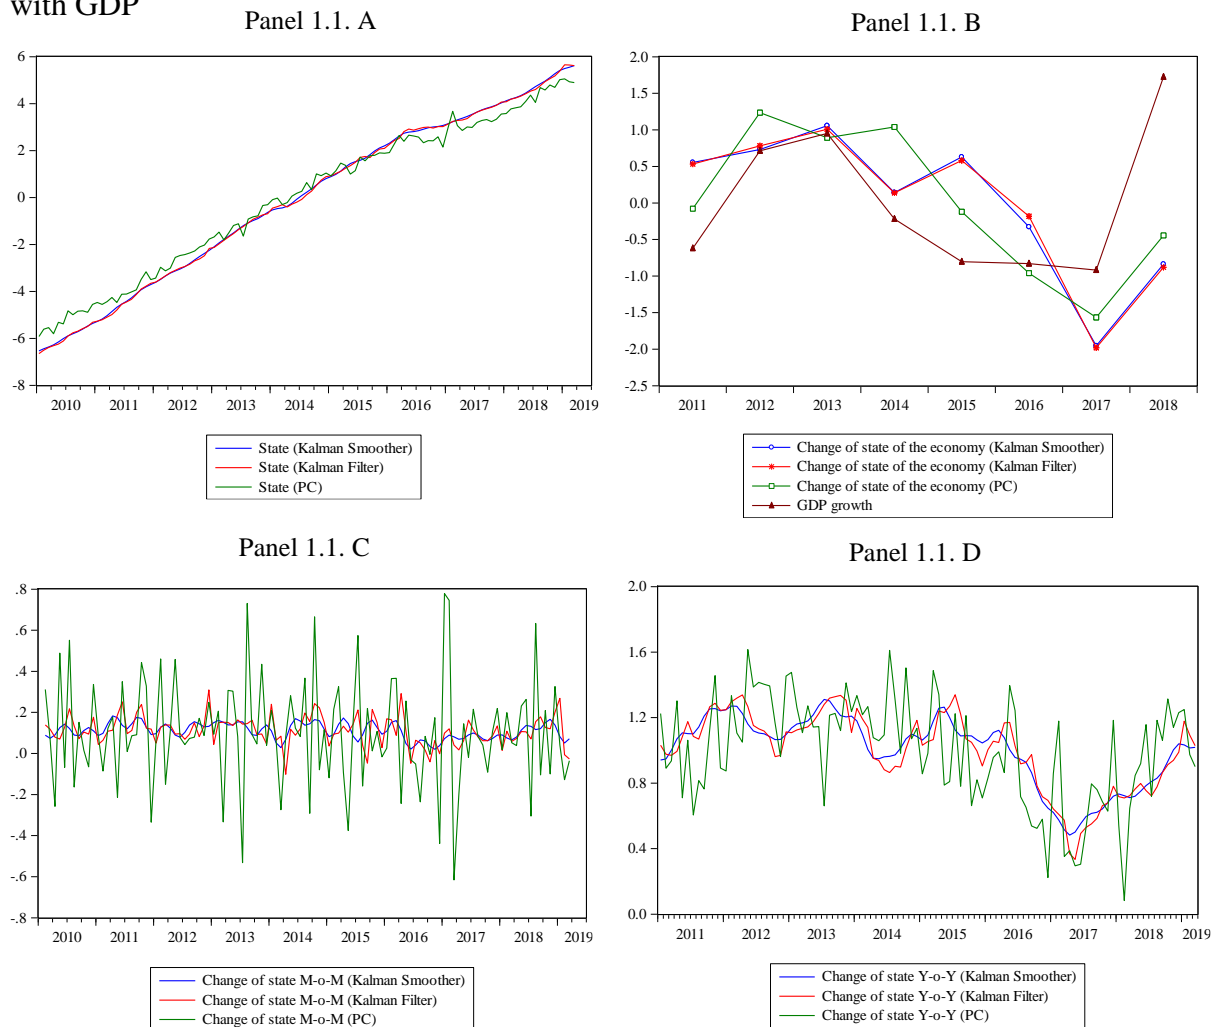 with GDP
Panel 1.1. A
6
4
2
0
-2
-4
-6
-8
2010 2011 2012 2013 2014 2015 2016 2017 2018 2019
State (Kalman Smoother)
State (Kalman Filter)
State (PC)
Panel 1.1. B
2.0
1.5
1.0
0.5
0.0
-0.5
-1.0
-1.5
-2.0
-2.5
2011 2012 2013 2014 2015 2016 2017 2018
Change of state of the economy (Kalman Smoother)
Change of state of the economy (Kalman Filter)
Change of state of the economy (PC)
GDP growth
Panel 1.1. C
.8
.6
.4
.2
.0
-.2
-.4
-.6
-.8
2010 2011 2012 2013 2014 2015 2016 2017 2018 2019
Change of state M-o-M (Kalman Smoother)
Change of state M-o-M (Kalman Filter)
Change of state M-o-M (PC)
Panel 1.1. D
2.0
1.6
1.2
0.8
0.4
0.0
2011 2012 2013 2014 2015 2016 2017 2018 2019
Change of state Y-o-Y (Kalman Smoother)
Change of state Y-o-Y (Kalman Filter)
Change of state Y-o-Y (PC)